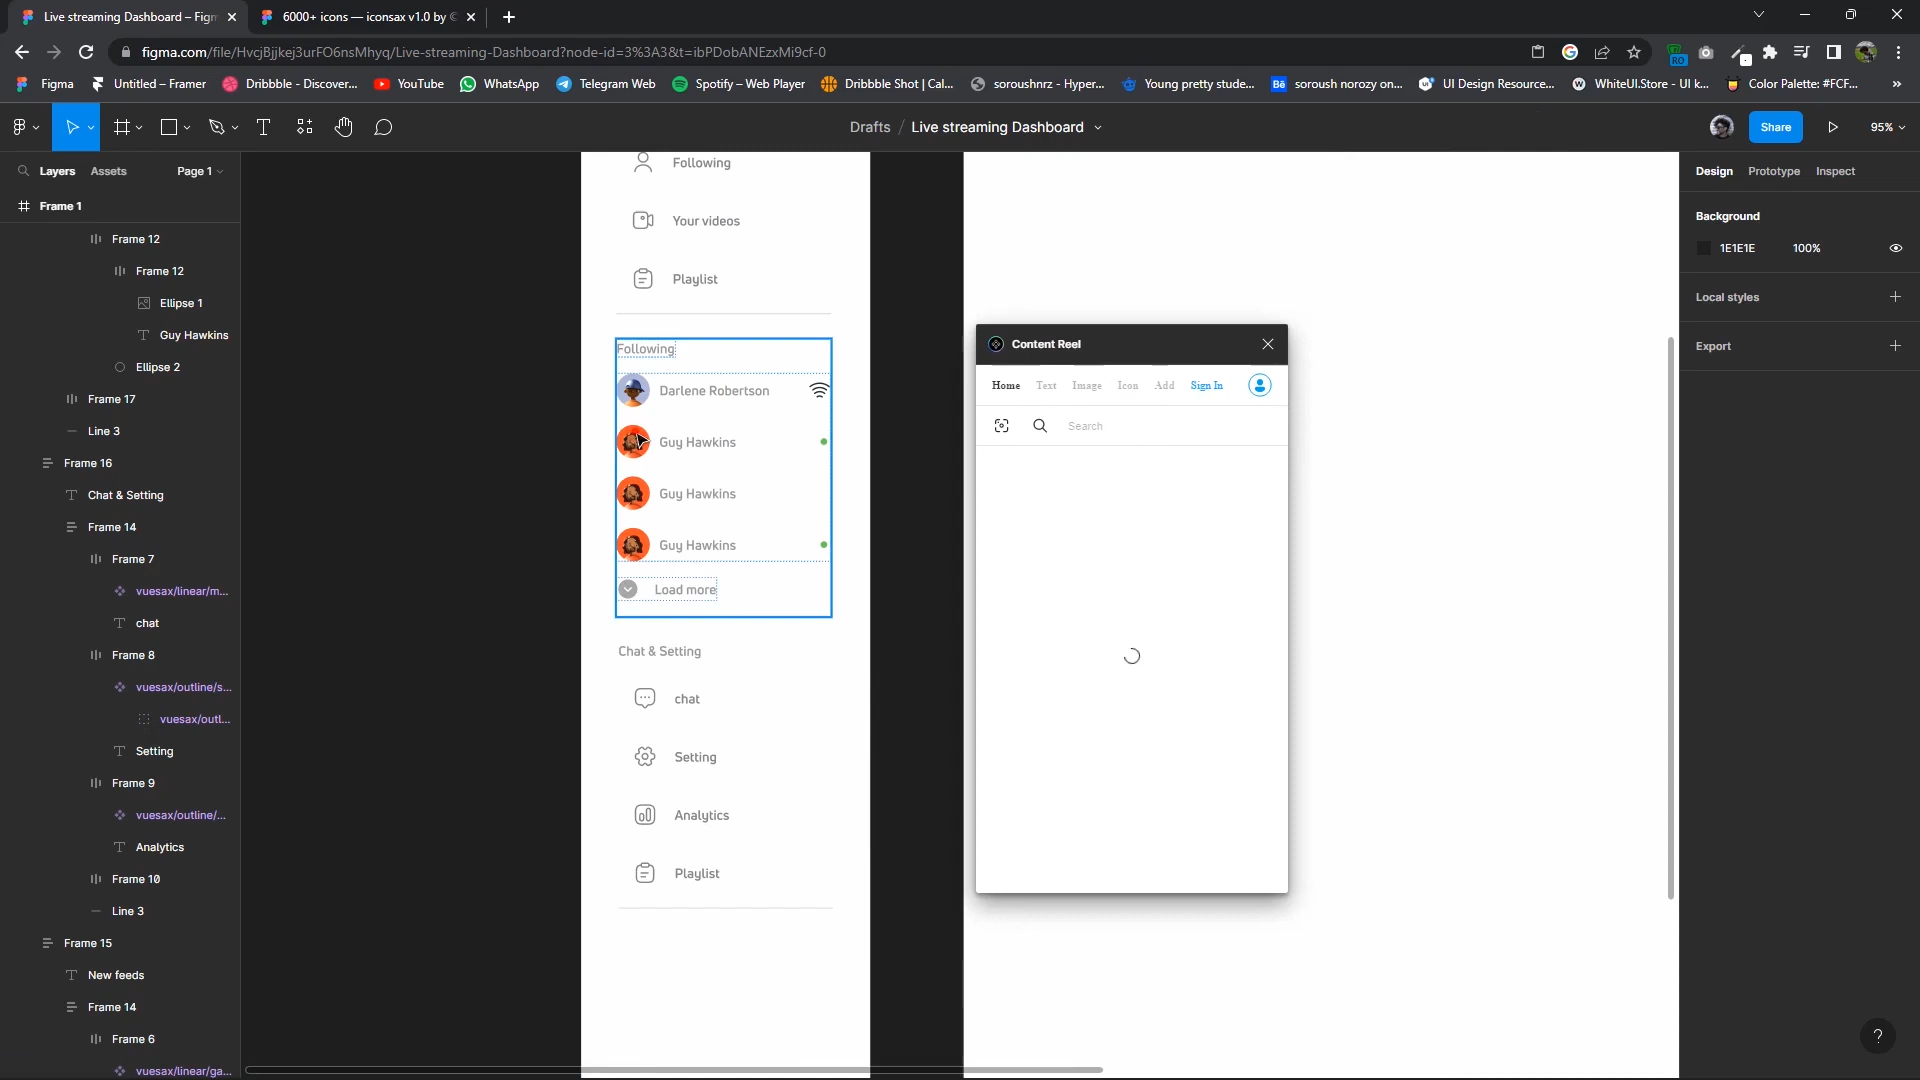 Live streaming Dashboard – Figm
6000+ icons — iconsax v1.0 by
figma.com/file/HvcjBjjkej3urFO6nsMhyq/Live-streaming-Dashboard?node-id=3%3A3&t=ibPDobANEzxMi9cf-0
RO
Figma
Untitled – Framer
Dribbble - Discover...
YouTube
WhatsApp
Telegram Web
Spotify – Web Player
Dribbble Shot | Cal...
soroushnrz - Hyper...
Young pretty stude...
Bē
soroush norozy on...
UI Design Resource...
WhiteUI.Store - UI k...
Color Palette: #FCF...
»
Drafts / Live streaming Dashboard
Share
95%
Layers
Assets
Page 1
Frame 1
Frame 12
Frame 12
Ellipse 1
Guy Hawkins
Ellipse 2
Frame 17
Line 3
Frame 16
Chat & Setting
Frame 14
Frame 7
vuesax/linear/m...
chat
Frame 8
vuesax/outline/s...
vuesax/outl...
Setting
Frame 9
vuesax/outline/...
Analytics
Frame 10
Line 3
Frame 15
New feeds
Frame 14
Frame 6
vuesax/linear/ga...
Following
Your videos
Playlist
Following
Darlene Robertson
Guy Hawkins
Guy Hawkins
Guy Hawkins
Load more
Chat & Setting
chat
Setting
Analytics
Playlist
Content Reel
Home
Text
Image
Icon
Add
Sign In
Search
Design
Prototype
Inspect
Background
1E1E1E
100%
Local styles
Export
?